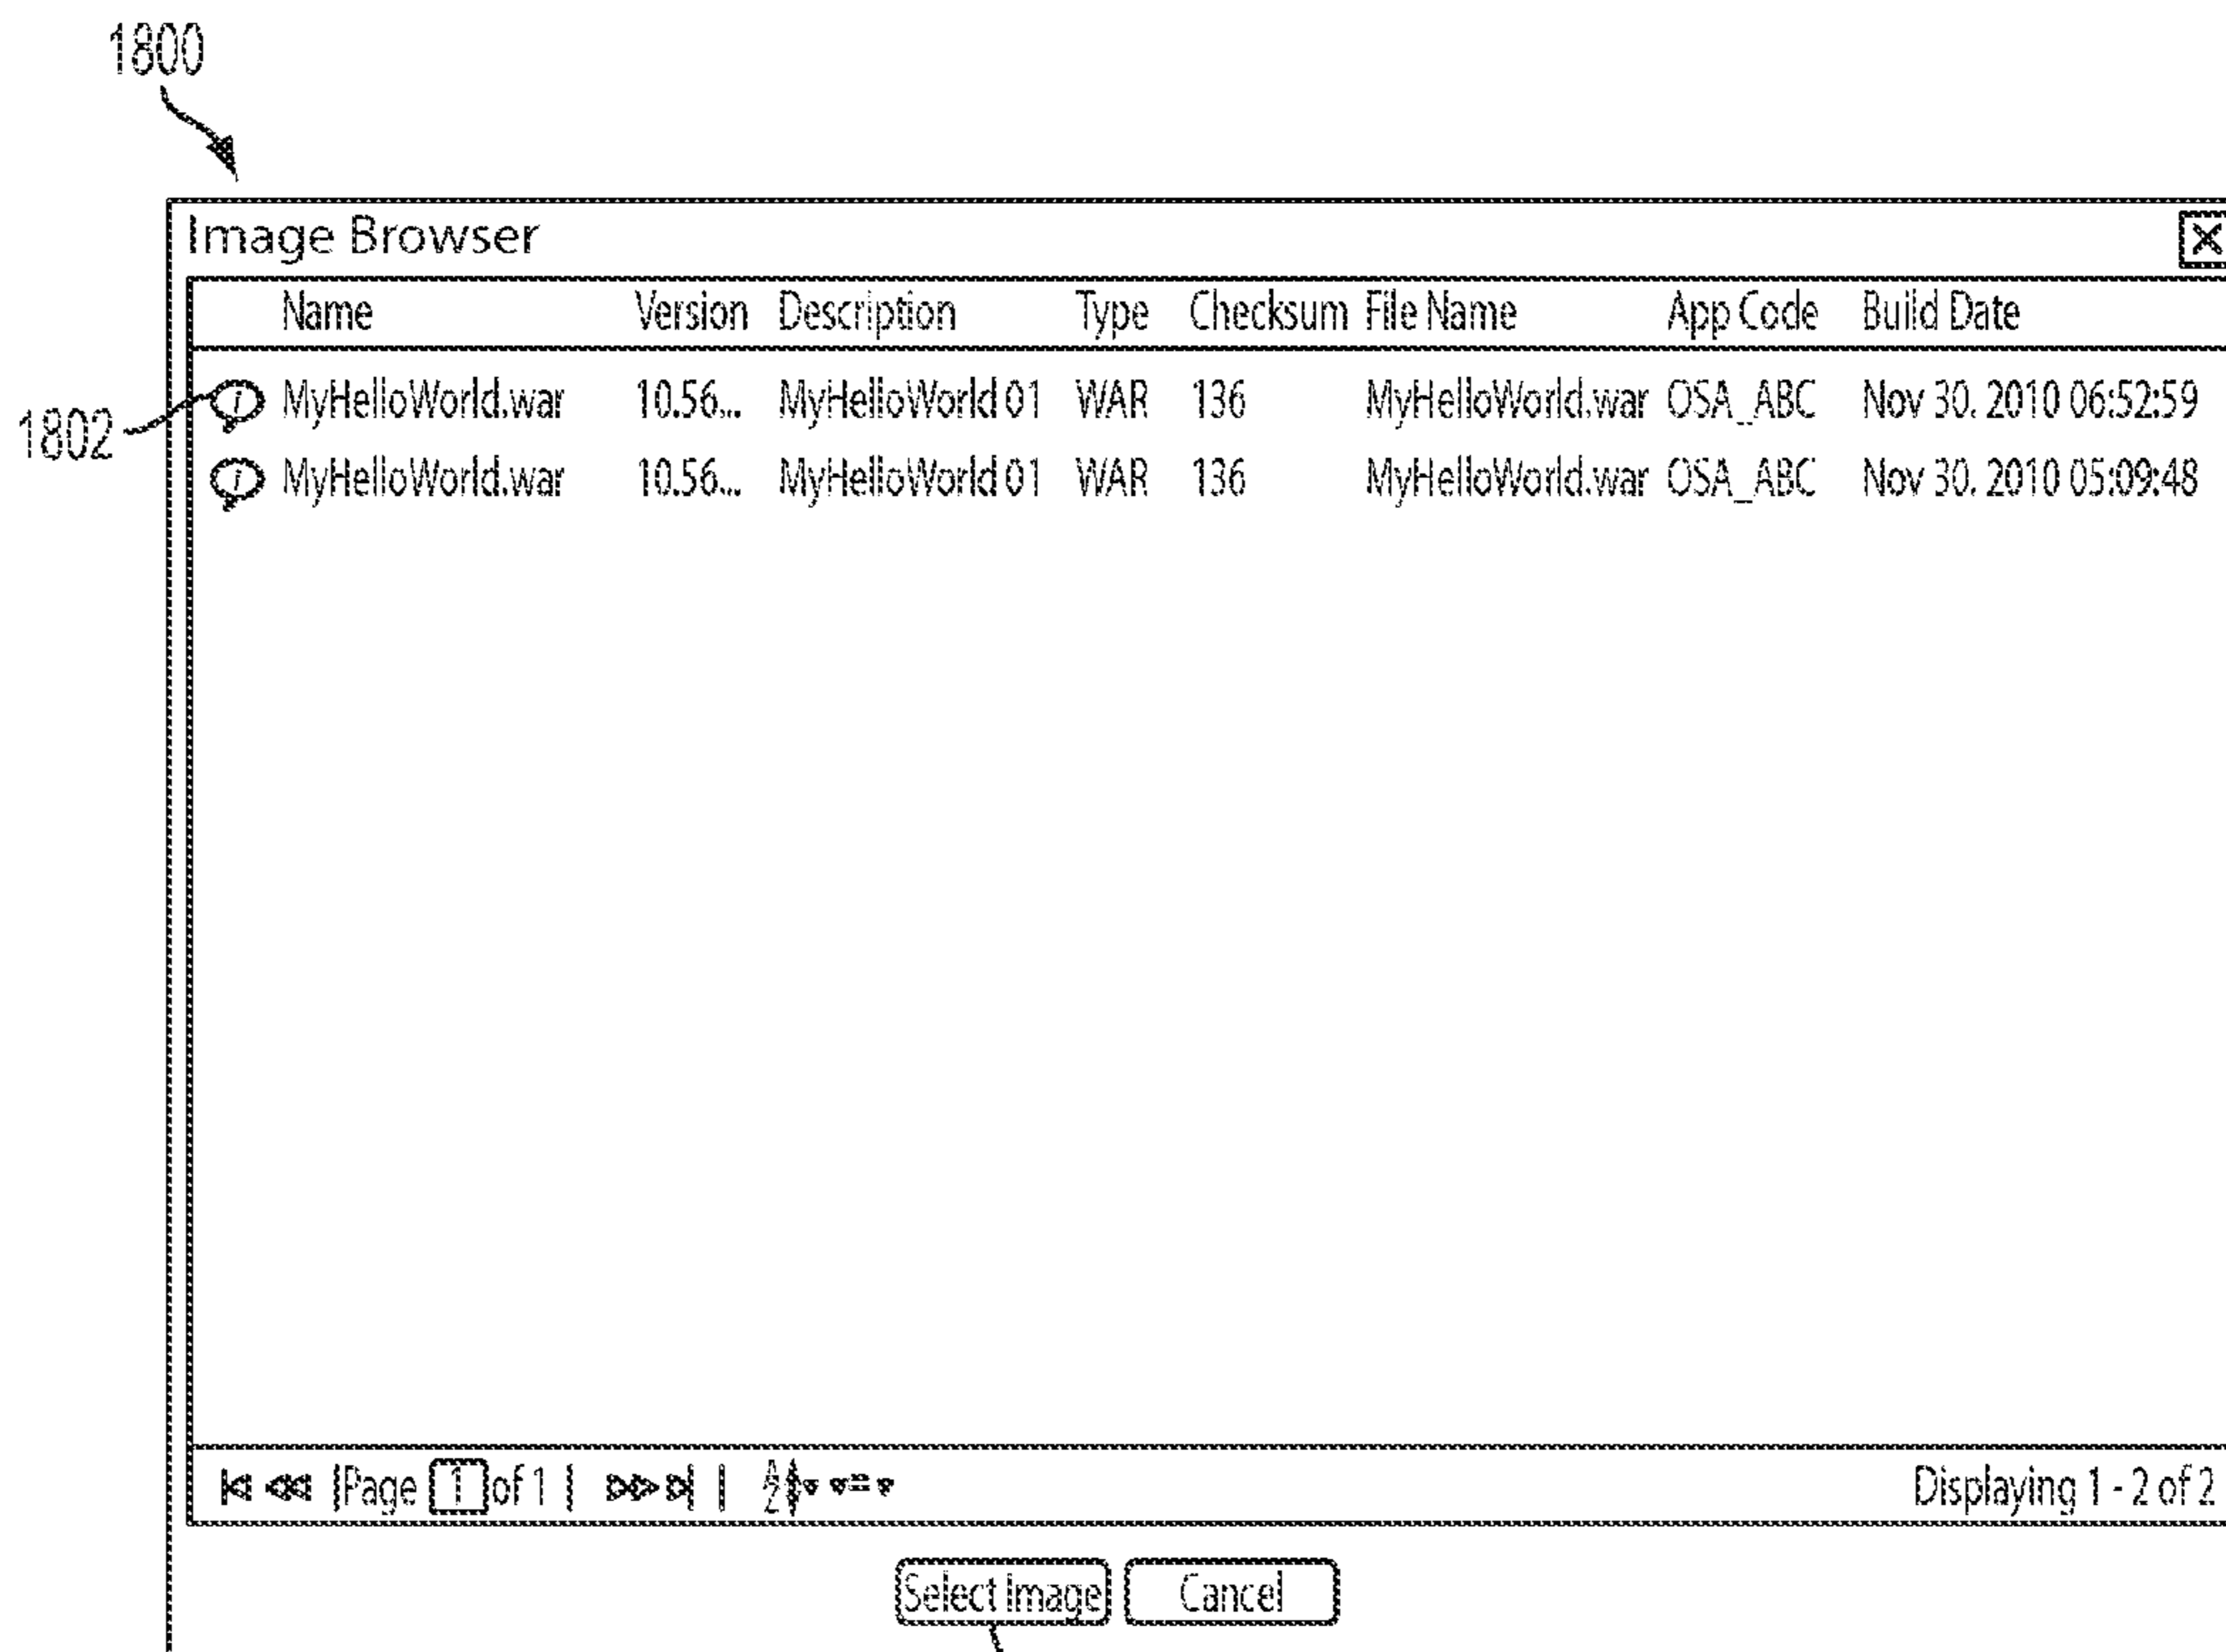 1800
Image Browser
Name Version Description Type Checksum File Name App Code Build Date
1802
MyHelloWorld.war 10.56... MyHelloWorld 01 WAR 136 MyHelloWorld.war OSA_ABC Nov 30. 2010 06:52:59
MyHelloWorld.war 10.56... MyHelloWorld 01 WAR 136 MyHelloWorld.war OSA_ABC Nov 30. 2010 05:09:48
Page 1 of 1 Displaying 1 - 2 of 2
Select Image Cancel